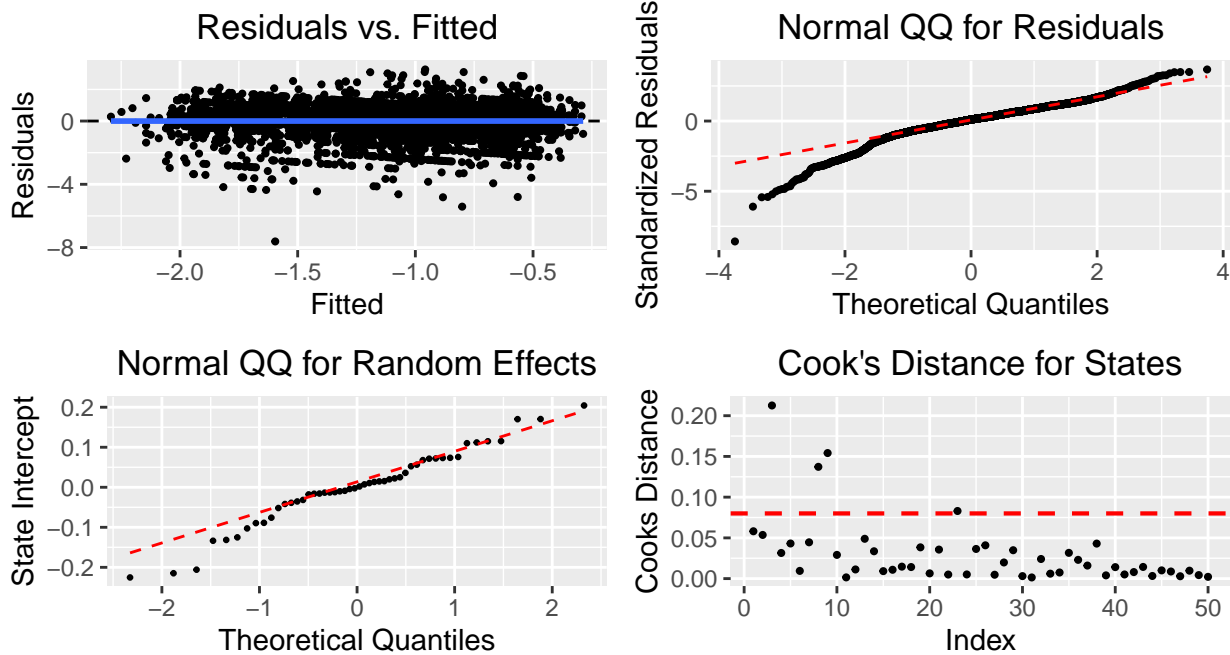 Residuals vs. Fitted
Residuals
0
−4
−8
−2.0 −1.5 −1.0 −0.5
Fitted
Normal QQ for Residuals
Standardized Residuals
0
−5
−4 −2 0 2 4
Theoretical Quantiles
Normal QQ for Random Effects
State Intercept
0.2
0.1
0.0
−0.1
−0.2
−2 −1 0 1 2
Theoretical Quantiles
Cook's Distance for States
Cooks Distance
0.20
0.15
0.10
0.05
0.00
0 10 20 30 40 50
Index